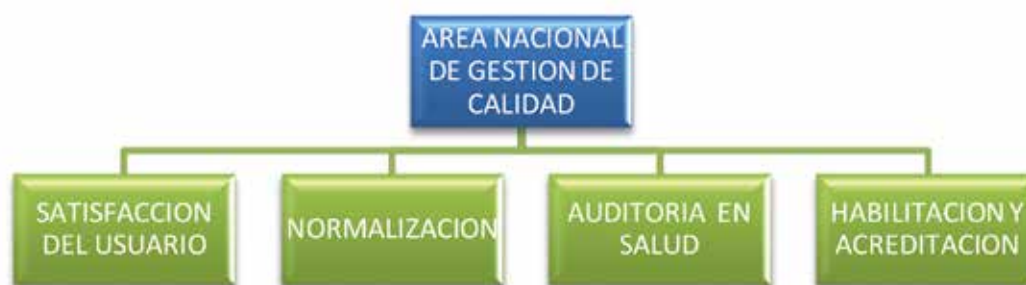 AREA NACIONAL
DE GESTION DE
CALIDAD
SATISFACCION
DEL USUARIO
NORMALIZACION
AUDITORIA EN
SALUD
HABILITACION Y
ACREDITACION